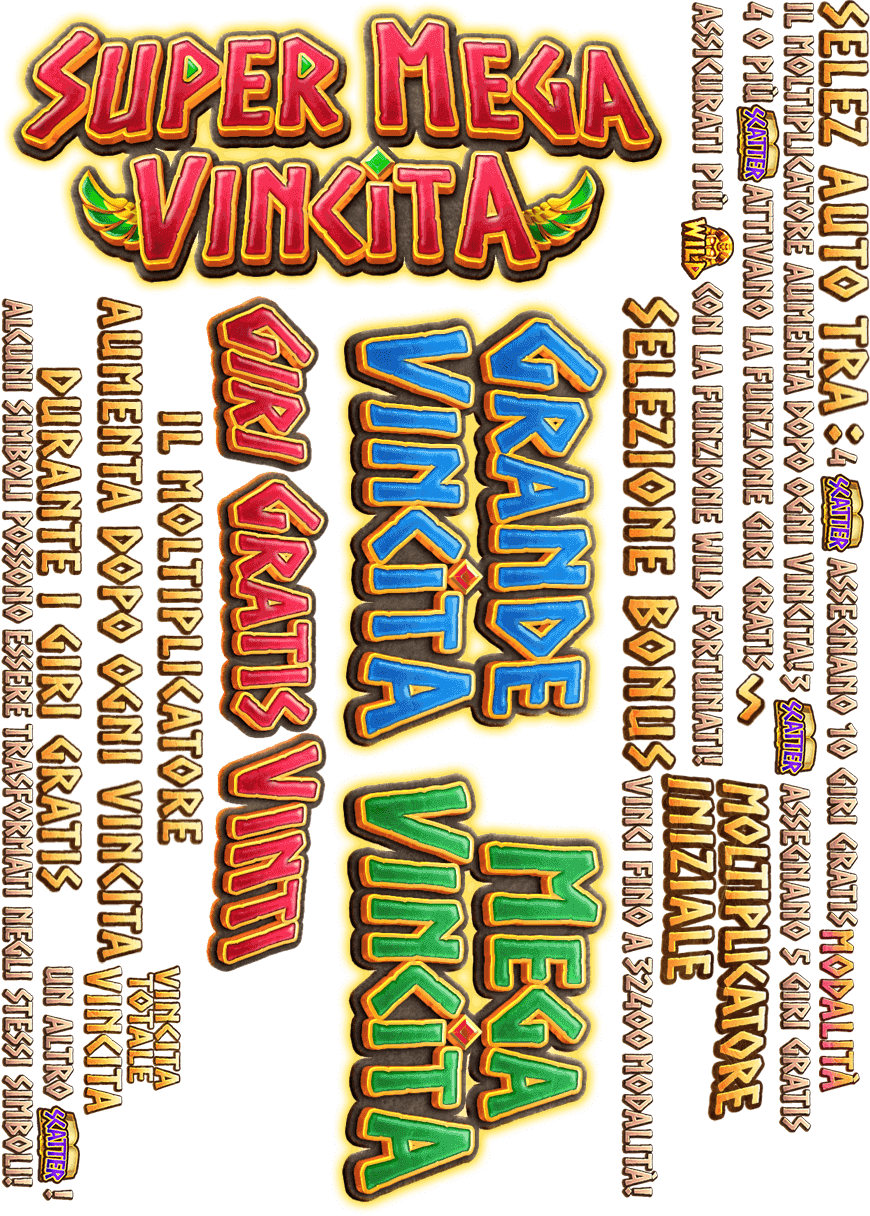 SUPER MEGA
VINCITA
SELEZ AUTO TRA:
4 SCATTER ASSEGNANO 10 GIRI GRATIS
MODALITÀ
IL MOLTIPLICATORE AUMENTA DOPO OGNI VINCITA!
3 SCATTER ASSEGNANO 5 GIRI GRATIS
4 O PIÙ SCATTER ATTIVANO LA FUNZIONE GIRI GRATIS
MOLTIPLICATORE
INIZIALE
ASSICURATI PIÙ WILD CON LA FUNZIONE WILD FORTUNATI!
SELEZIONE BONUS
VINCI FINO A 32400 MODALITÀ!
GRANDE
VINCITA
MEGA
VINCITA
GIRI GRATIS VINTI
IL MOLTIPLICATORE
AUMENTA DOPO OGNI VINCITA
DURANTE I GIRI GRATIS
VINCITA
TOTALE
VINCITA
UN ALTRO SCATTER !
ALCUNI SIMBOLI POSSONO ESSERE TRASFORMATI NEGLI STESSI SIMBOLI!